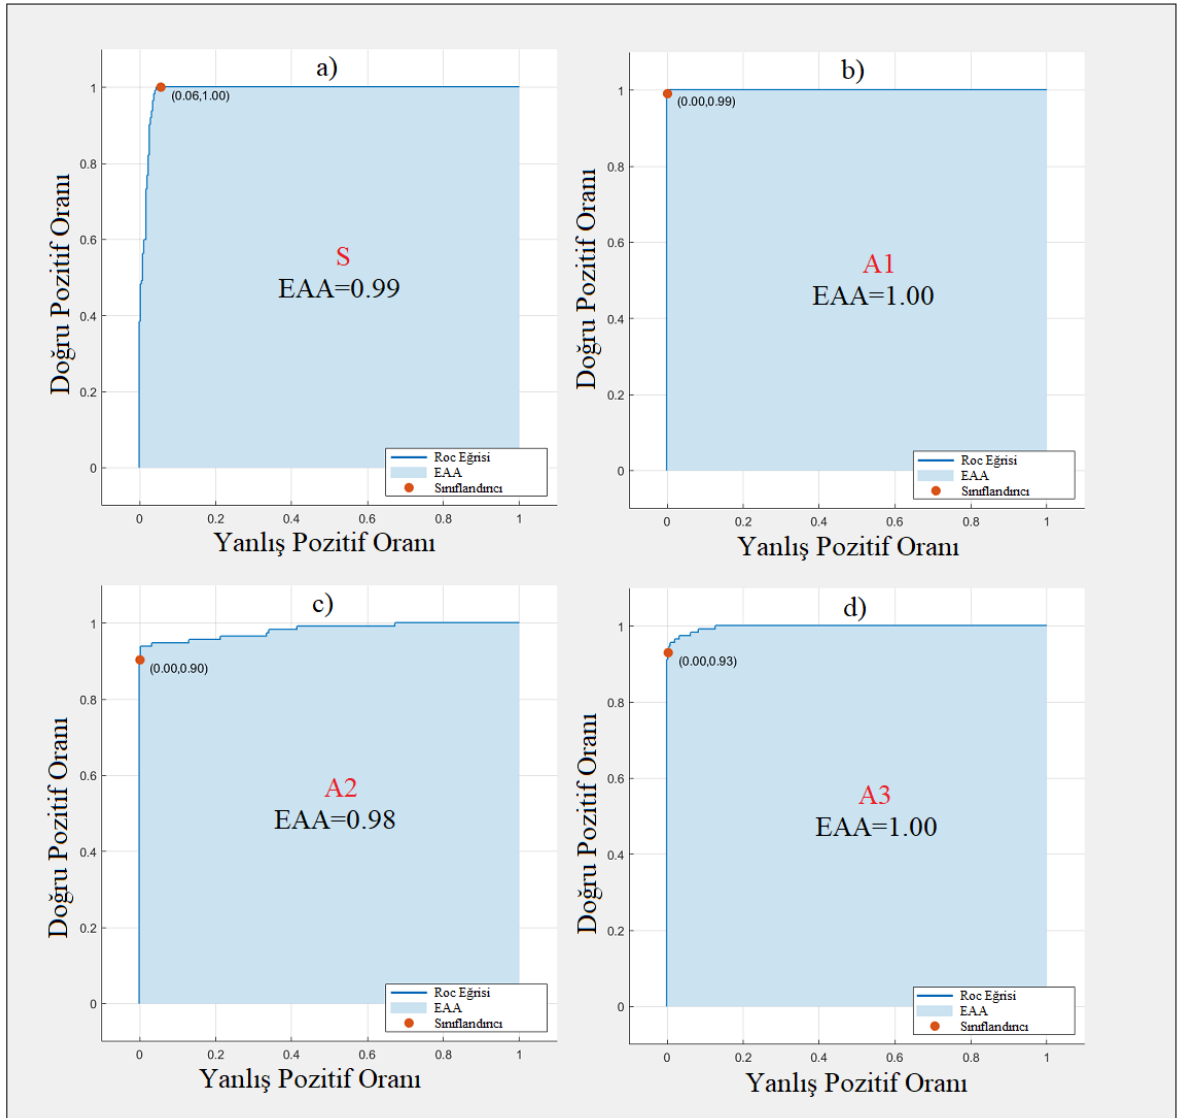 a)
1
0.8
0.6
0.4
0.2
0
(0.06,1.00)
S
EAA=0.99
Doğru Pozitif Oranı
Roc Eğrisi
EAA
Sınıflandırıcı
0 0.2 0.4 0.6 0.8 1
Yanlış Pozitif Oranı
b)
1
0.8
0.6
0.4
0.2
0
(0.00,0.99)
A1
EAA=1.00
Doğru Pozitif Oranı
Roc Eğrisi
EAA
Sınıflandırıcı
0 0.2 0.4 0.6 0.8 1
Yanlış Pozitif Oranı
c)
1
0.8
0.6
0.4
0.2
0
(0.00,0.90)
A2
EAA=0.98
Doğru Pozitif Oranı
Roc Eğrisi
EAA
Sınıflandırıcı
0 0.2 0.4 0.6 0.8 1
Yanlış Pozitif Oranı
d)
1
0.8
0.6
0.4
0.2
0
(0.00,0.93)
A3
EAA=1.00
Doğru Pozitif Oranı
Roc Eğrisi
EAA
Sınıflandırıcı
0 0.2 0.4 0.6 0.8 1
Yanlış Pozitif Oranı